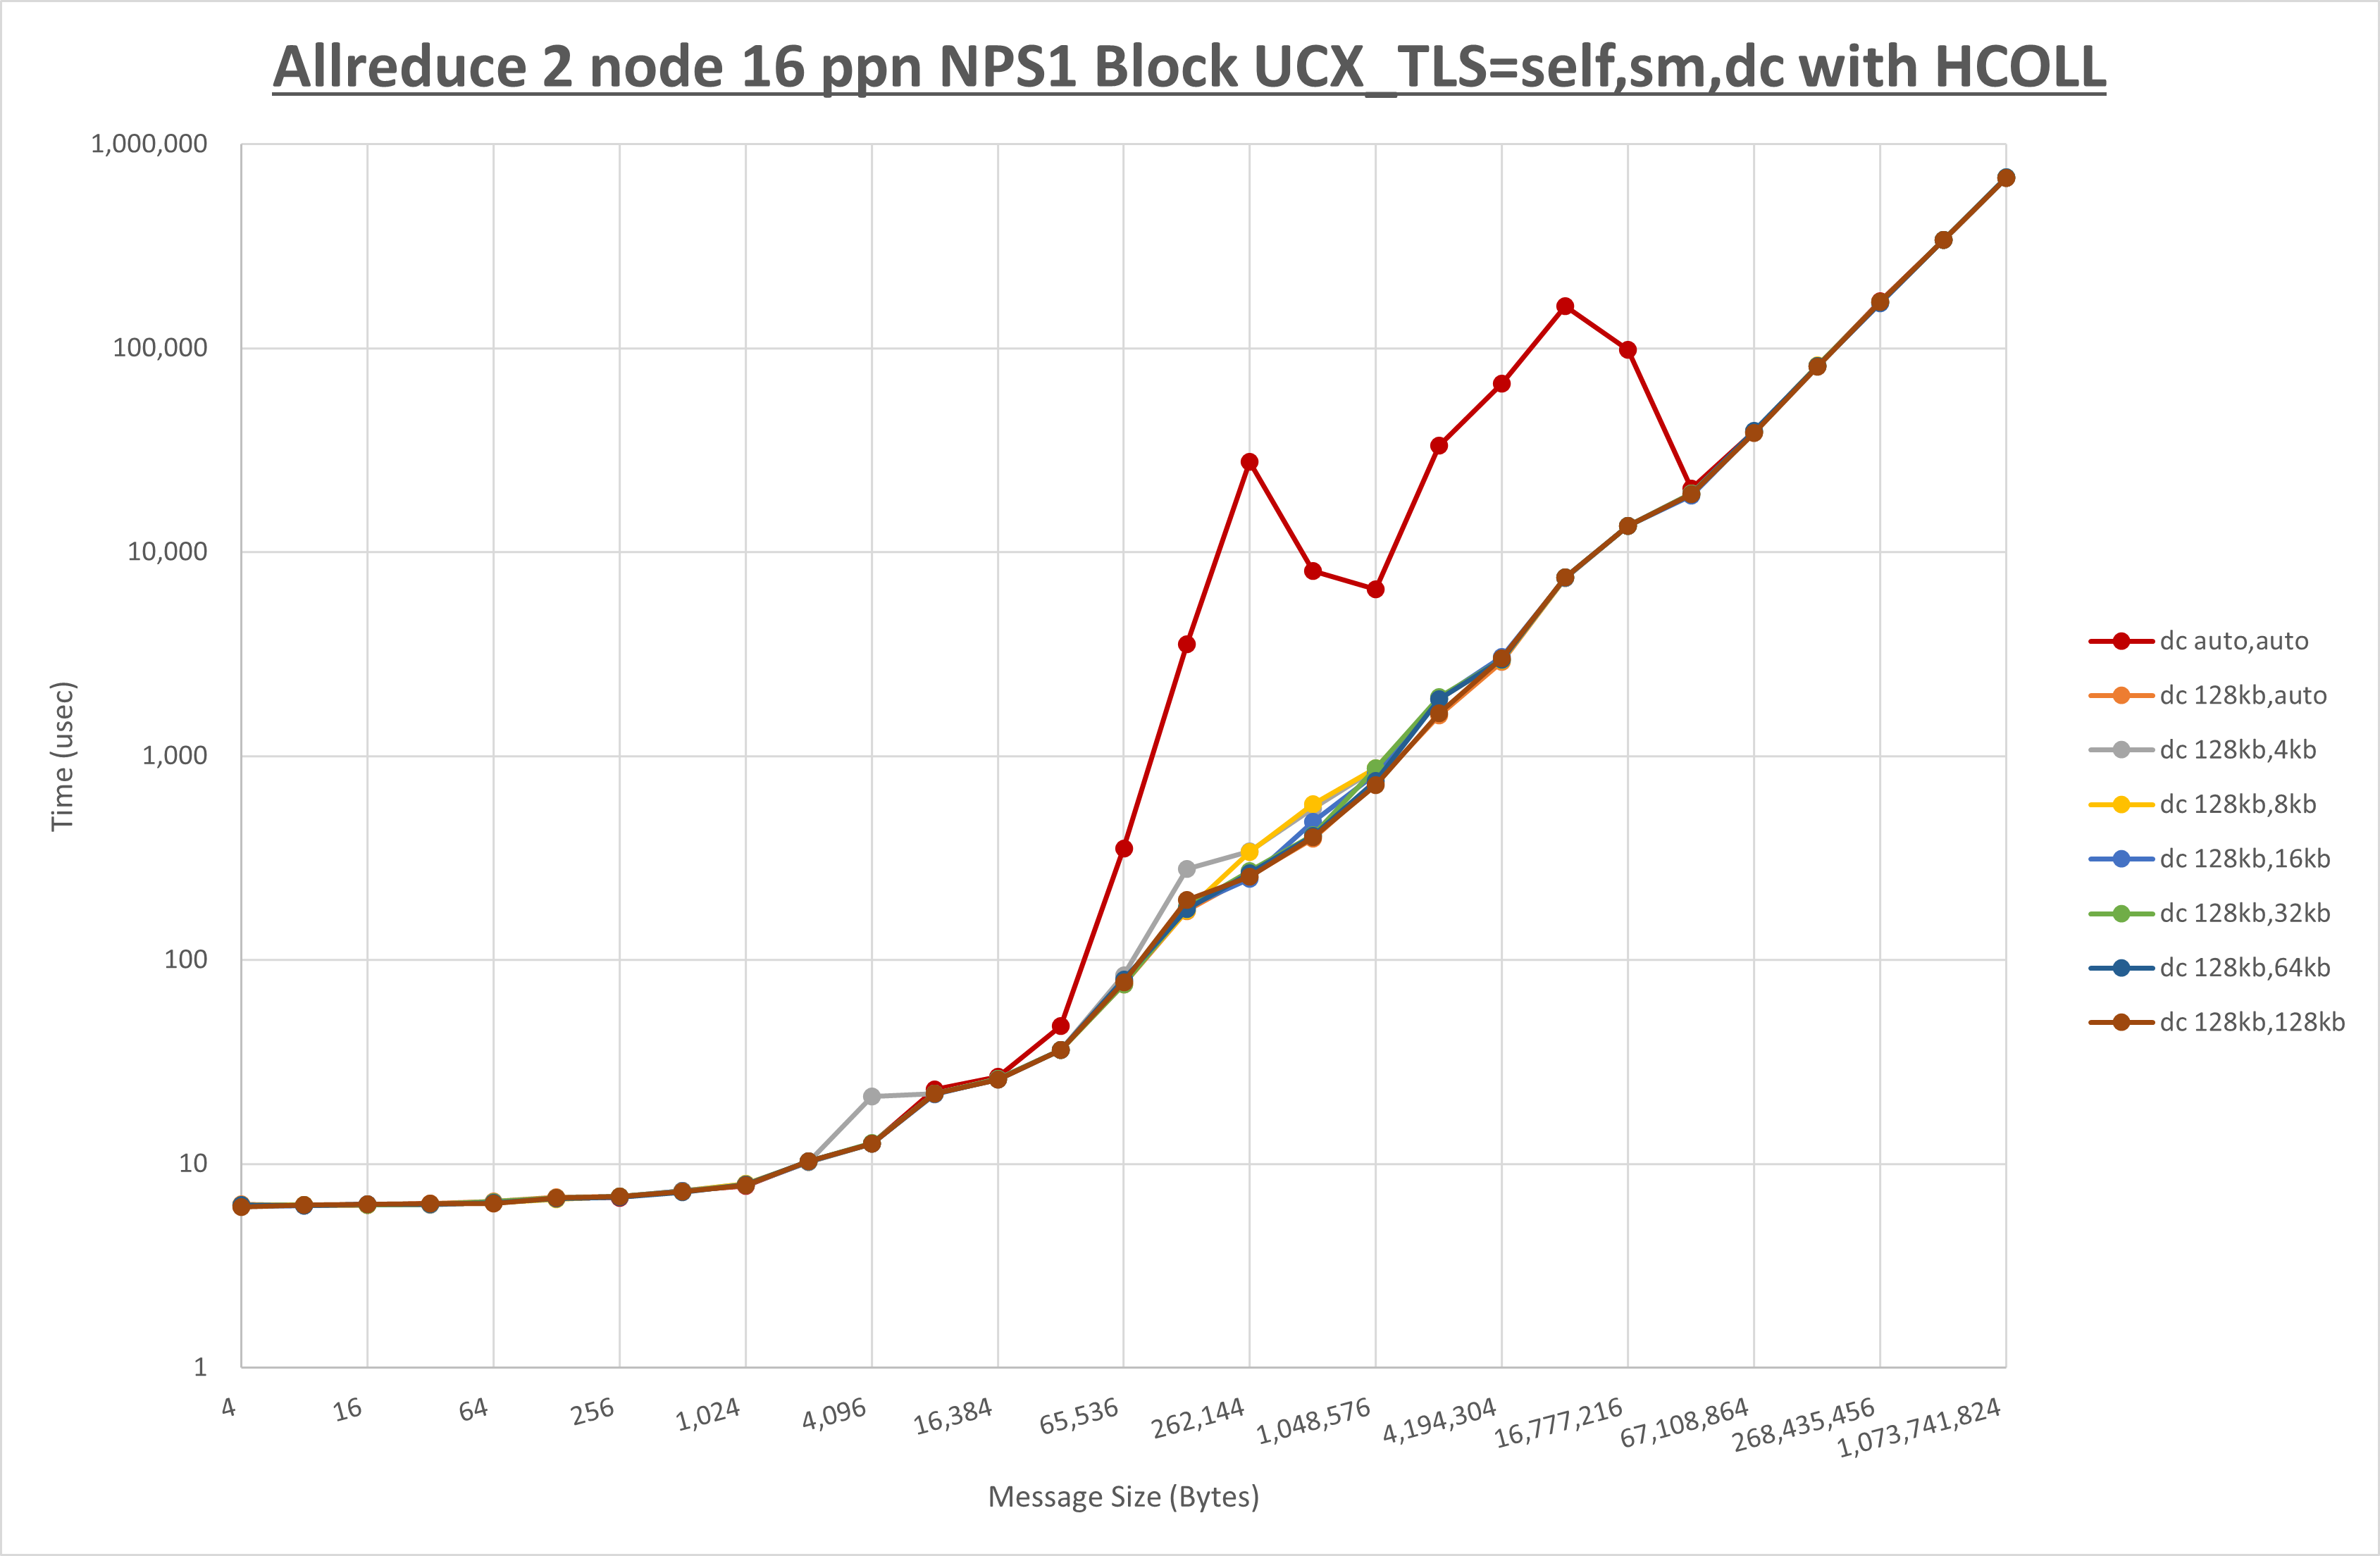 Allreduce 2 node 16 ppn NPS1 Block UCX_TLS=self,sm,dc with HCOLL
1,000,000
100,000
10,000
1,000
100
10
1
Time (usec)
4
16
64
256
1,024
4,096
16,384
65,536
262,144
1,048,576
4,194,304
16,777,216
67,108,864
268,435,456
1,073,741,824
Message Size (Bytes)
dc auto,auto
dc 128kb,auto
dc 128kb,4kb
dc 128kb,8kb
dc 128kb,16kb
dc 128kb,32kb
dc 128kb,64kb
dc 128kb,128kb